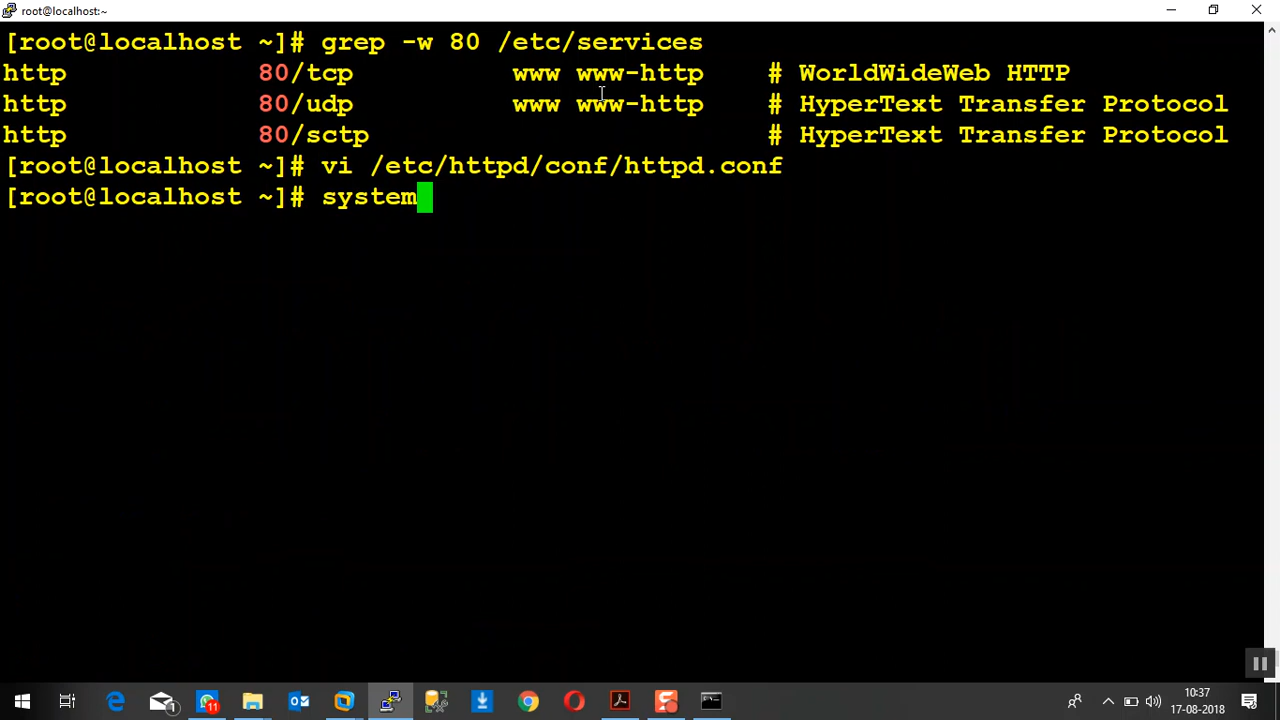 root@localhost:~
[root@localhost ~]# grep -w 80 /etc/services
http 80/tcp www www-http # WorldWideWeb HTTP
http 80/udp www www-http # HyperText Transfer Protocol
http 80/sctp # HyperText Transfer Protocol
[root@localhost ~]# vi /etc/httpd/conf/httpd.conf
[root@localhost ~]# system
11
1
10:37
17-08-2018